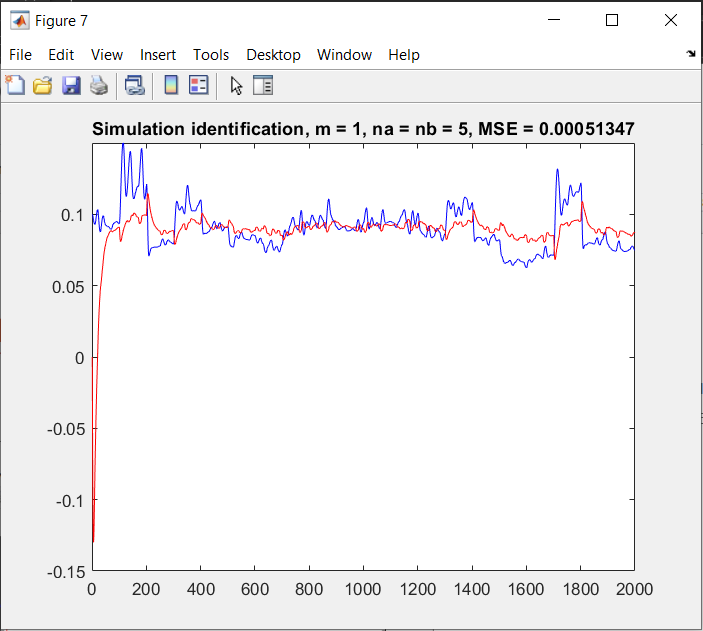 Figure 7
File Edit View Insert Tools Desktop Window Help
Simulation identification, m = 1, na = nb = 5, MSE = 0.00051347
0.1
0.05
0
-0.05
-0.1
-0.15
0 200 400 600 800 1000 1200 1400 1600 1800 2000